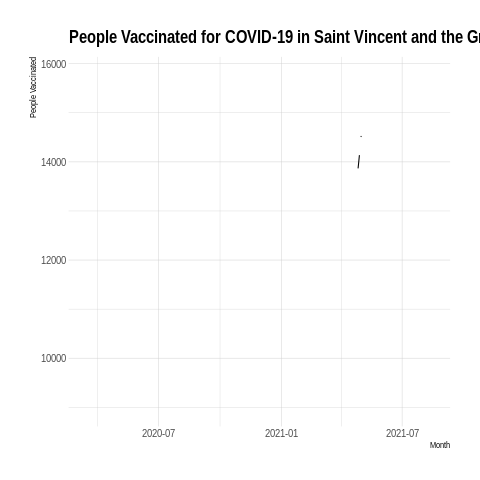 People Vaccinated for COVID-19 in Saint Vincent and the Gr
People Vaccinated
16000
14000
12000
10000
2020-07
2021-01
2021-07
Month